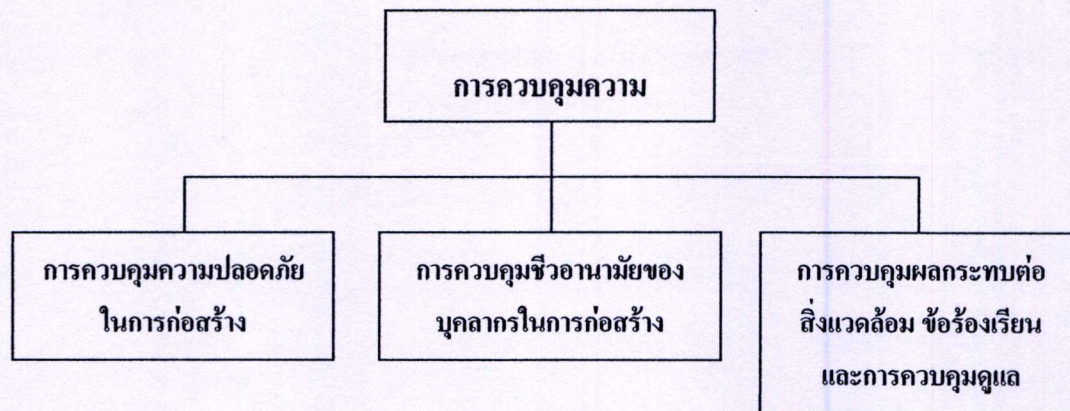 การควบคุมความ
การควบคุมความปลอดภัย
ในการก่อสร้าง
การควบคุมชีวอานามัยของ
บุคลากรในการก่อสร้าง
การควบคุมผลกระทบต่อ
สิ่งแวดล้อม ข้อร้องเรียน
และการควบคุมดูแล